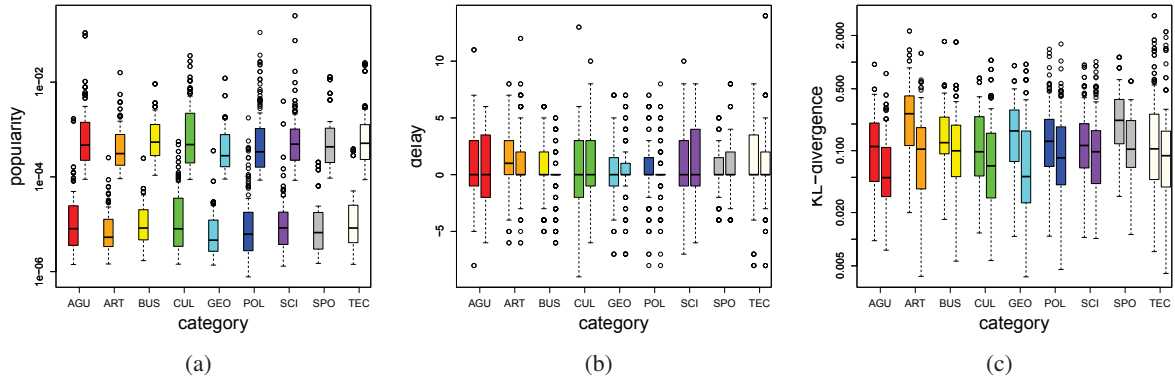 popularity
1e−02
1e−04
1e−06
AGU ART BUS CUL GEO POL SCI SPO TEC
category
(a)
delay
10
5
0
−5
AGU ART BUS CUL GEO POL SCI SPO TEC
category
(b)
KL−divergence
2.000
0.500
0.100
0.020
0.005
AGU ART BUS CUL GEO POL SCI SPO TEC
category
(c)